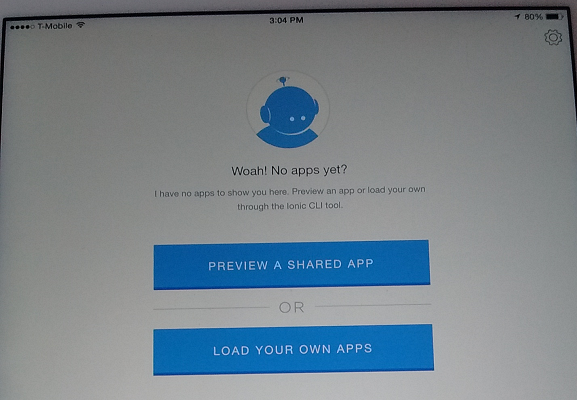 T-Mobile 3:04 PM 80%
Woah! No apps yet?
I have no apps to show you here. Preview an app or load your own
through the Ionic CLI tool.
PREVIEW A SHARED APP
OR
LOAD YOUR OWN APPS